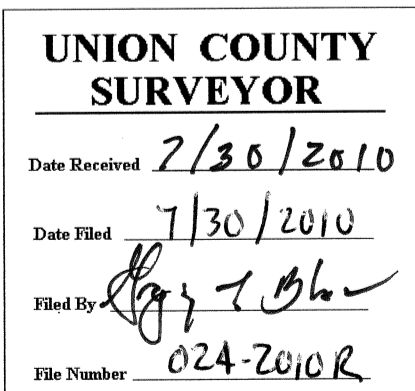 UNION COUNTY
SURVEYOR
Date Received 7/30/2010
Date Filed 7/30/2010
Filed By
File Number 024-2010R